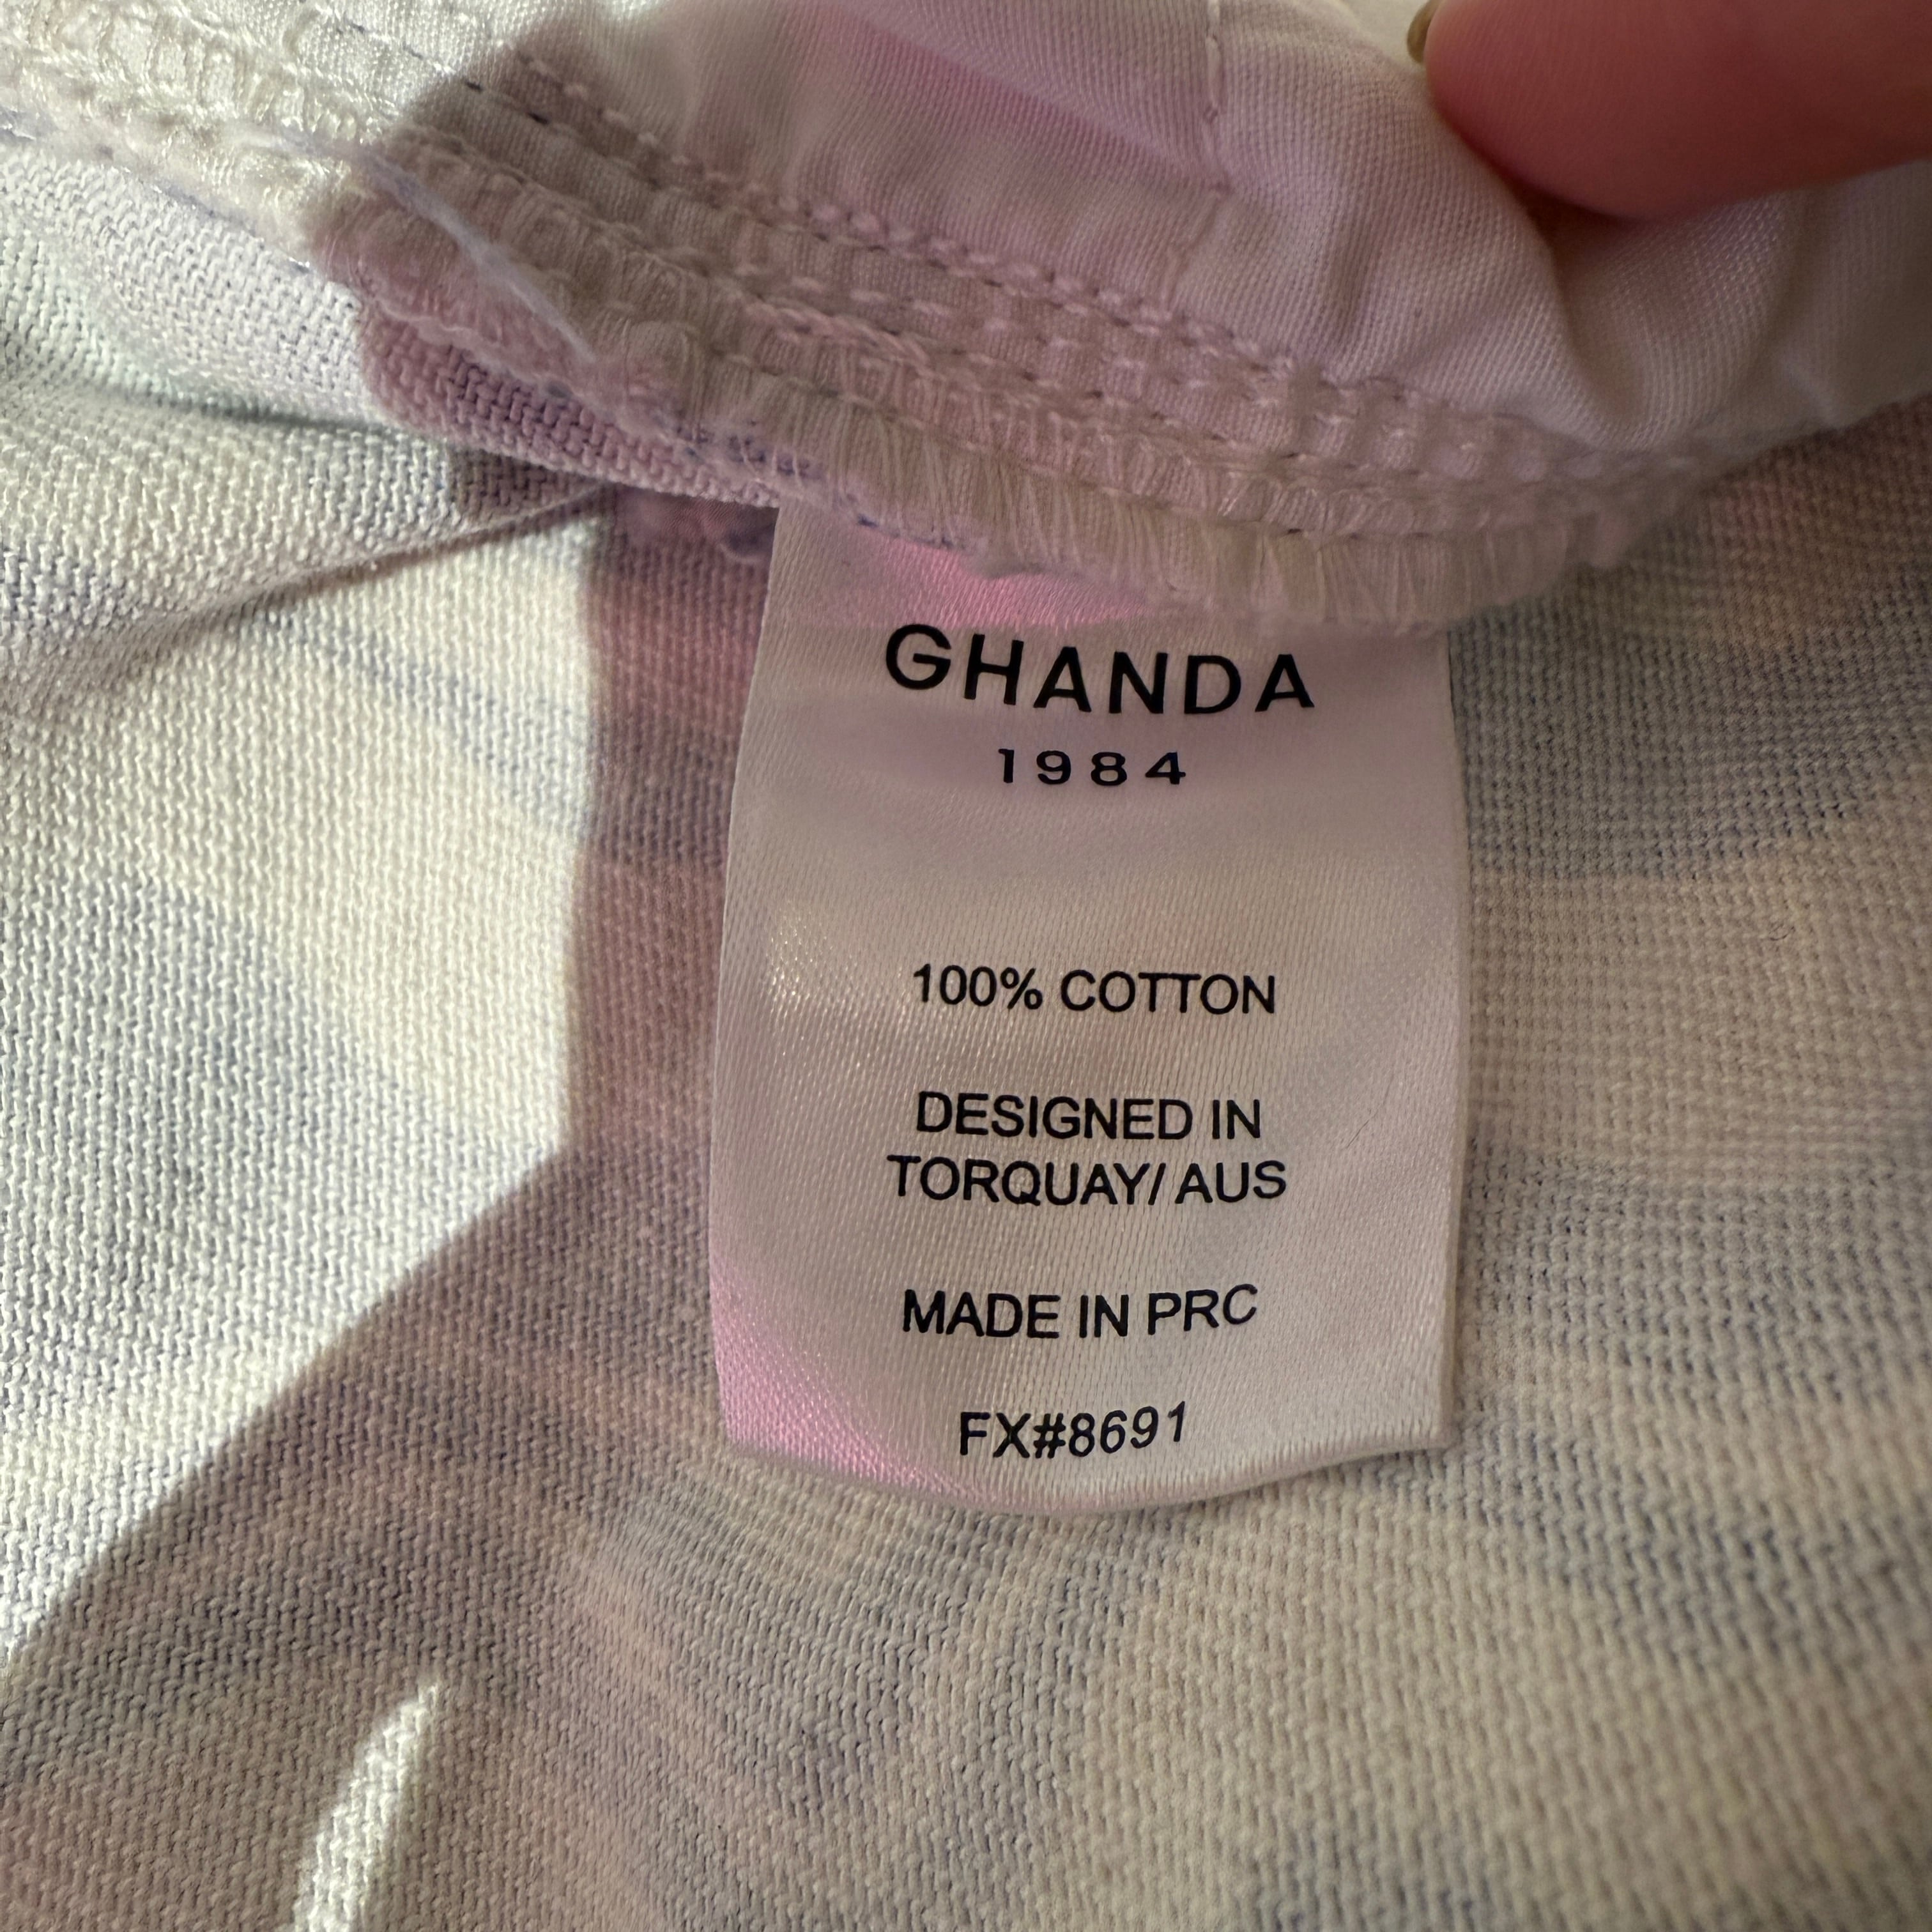 GHANDA
1984
100% COTTON
DESIGNED IN
TORQUAY/ AUS
MADE IN PRC
FX#8691